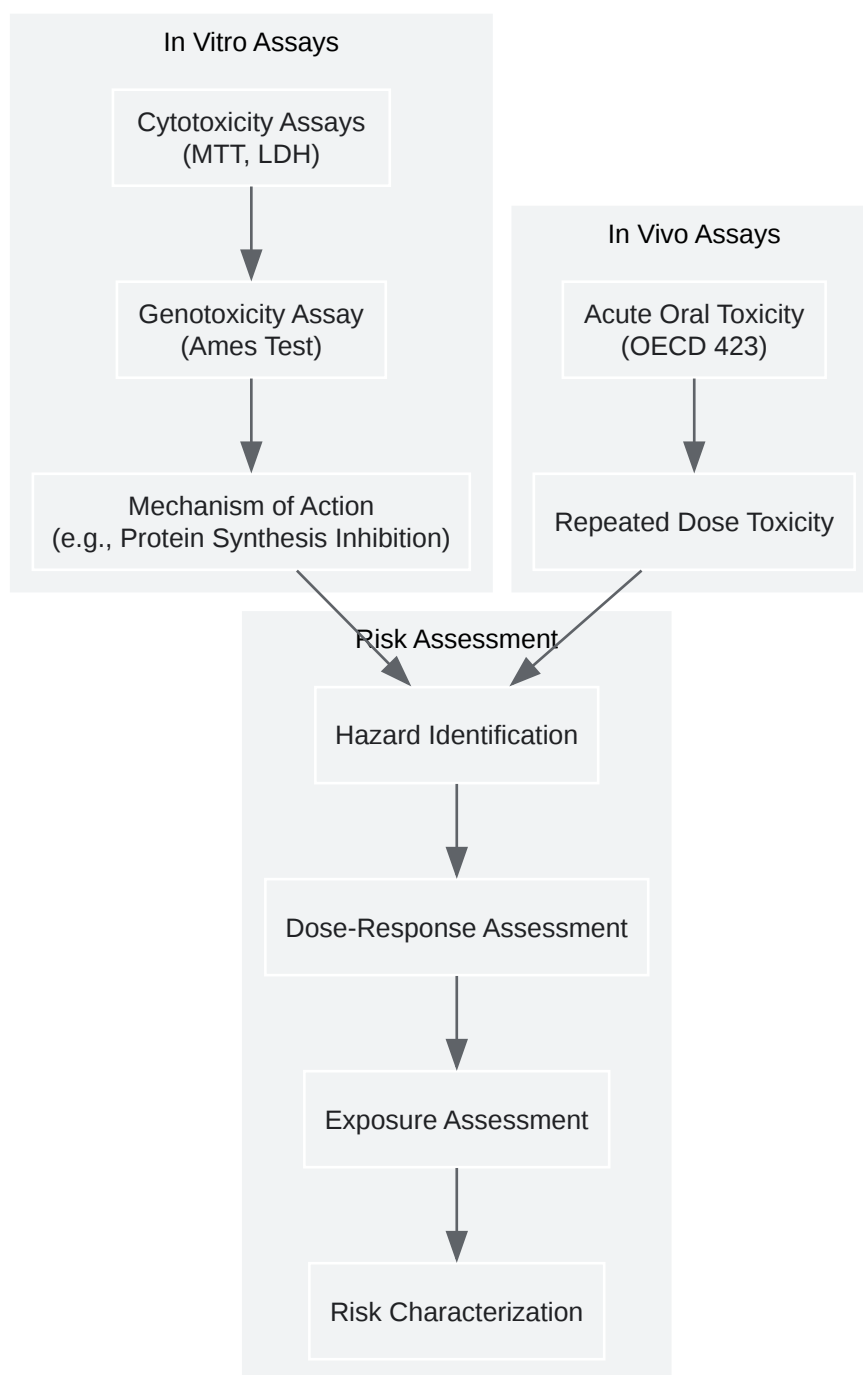 In Vitro Assays
Cytotoxicity Assays
(MTT, LDH)
Genotoxicity Assay
(Ames Test)
Mechanism of Action
(e.g., Protein Synthesis Inhibition)
In Vivo Assays
Acute Oral Toxicity
(OECD 423)
Repeated Dose Toxicity
Risk Assessment
Hazard Identification
Dose-Response Assessment
Exposure Assessment
Risk Characterization